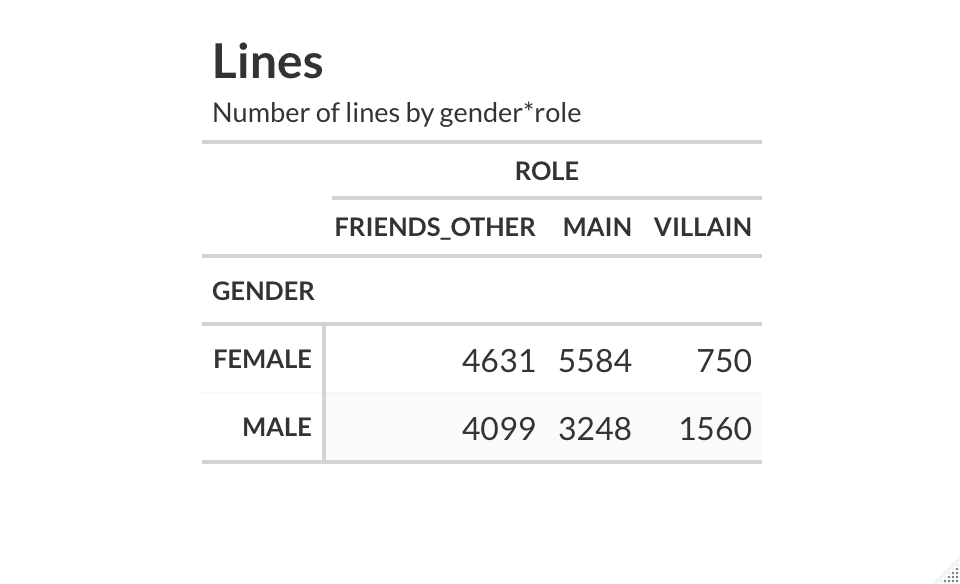 Lines
Number of lines by gender*role
ROLE
FRIENDS_OTHER MAIN VILLAIN
GENDER
FEMALE 4631 5584 750
MALE 4099 3248 1560